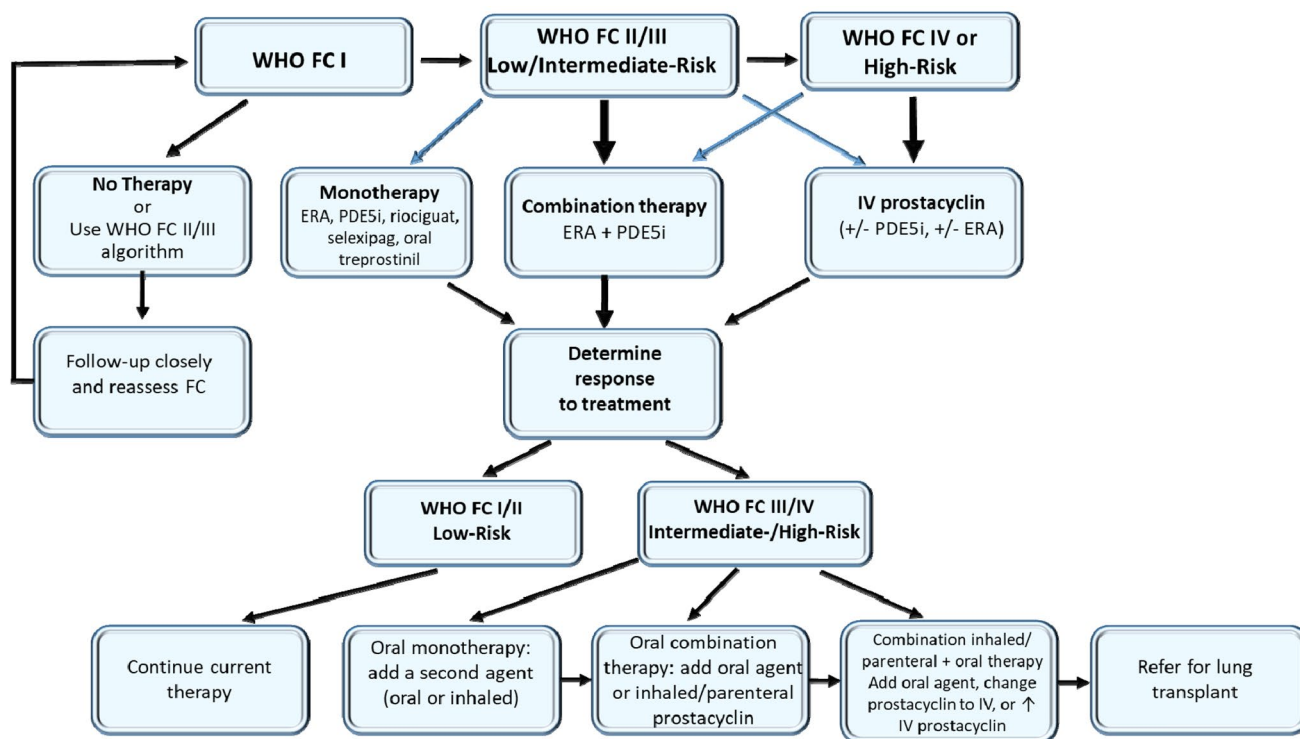 WHO FC I
WHO FC II/III
Low/Intermediate-Risk
WHO FC IV or
High-Risk
No Therapy
or
Use WHO FC II/III
algorithm
Monotherapy
ERA, PDE5i, riociguat,
selexipag, oral
treprostinil
Combination therapy
ERA + PDE5i
IV prostacyclin
(+/- PDE5i, +/- ERA)
Follow-up closely
and reassess FC
Determine
response
to treatment
WHO FC I/II
Low-Risk
WHO FC III/IV
Intermediate-/High-Risk
Continue current
therapy
Oral monotherapy:
add a second agent
(oral or inhaled)
Oral combination
therapy: add oral agent
or inhaled/parenteral
prostacyclin
Combination inhaled/
parenteral + oral therapy
Add oral agent, change
prostacyclin to IV, or ↑
IV prostacyclin
Refer for lung
transplant